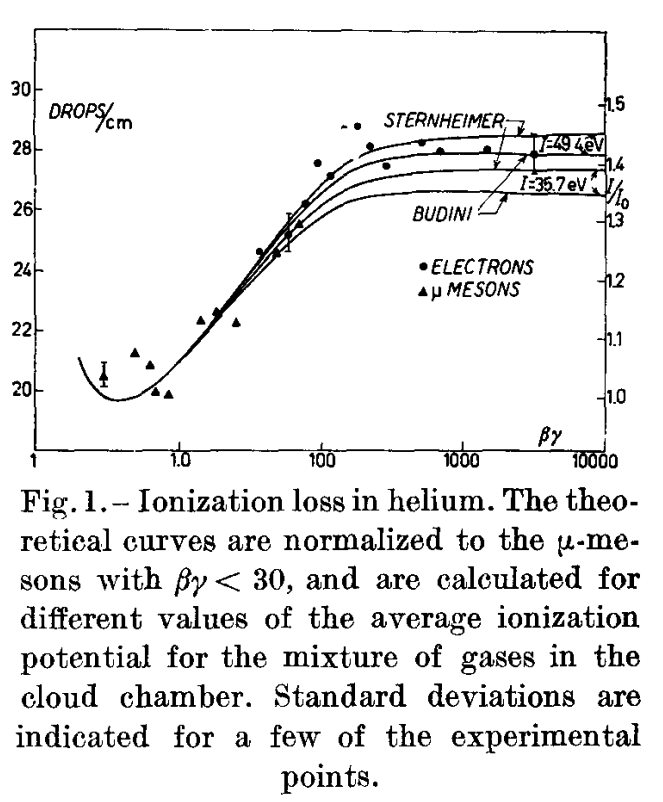 30
28
26
24
22
20
DROPS/cm
STERNHEIMER
I=49.4eV
I=35.7eV
BUDINI
● ELECTRONS
▲ μ MESONS
1.5
1.4
I/I₀
1.3
1.2
1.1
1.0
βγ
1
1.0
100
1000
10000
Fig. 1. – Ionization loss in helium. The theo-
retical curves are normalized to the μ-me-
sons with βγ < 30, and are calculated for
different values of the average ionization
potential for the mixture of gases in the
cloud chamber. Standard deviations are
indicated for a few of the experimental
points.